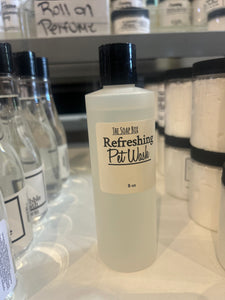 Roll on
Perfume
The Soap Box
Refreshing
Pet Wash
8 oz